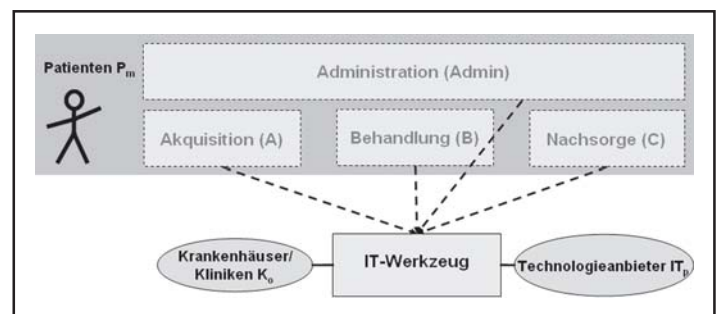 Patienten Pm
Administration (Admin)
Akquisition (A)
Behandlung (B)
Nachsorge (C)
Krankenhäuser/
Kliniken Ko
IT-Werkzeug
Technologieanbieter ITp